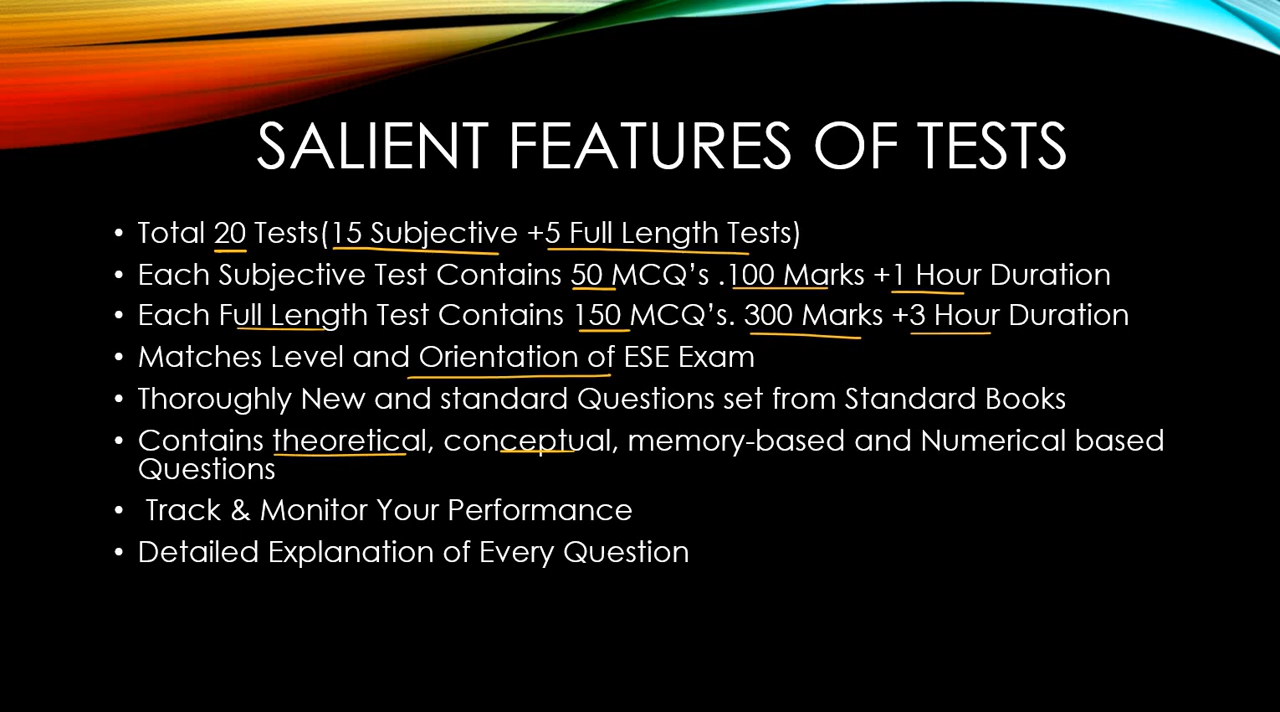 SALIENT FEATURES OF TESTS
• Total 20 Tests(15 Subjective +5 Full Length Tests)
• Each Subjective Test Contains 50 MCQ’s .100 Marks +1 Hour Duration
• Each Full Length Test Contains 150 MCQ’s. 300 Marks +3 Hour Duration
• Matches Level and Orientation of ESE Exam
• Thoroughly New and standard Questions set from Standard Books
• Contains theoretical, conceptual, memory-based and Numerical based
Questions
• Track & Monitor Your Performance
• Detailed Explanation of Every Question